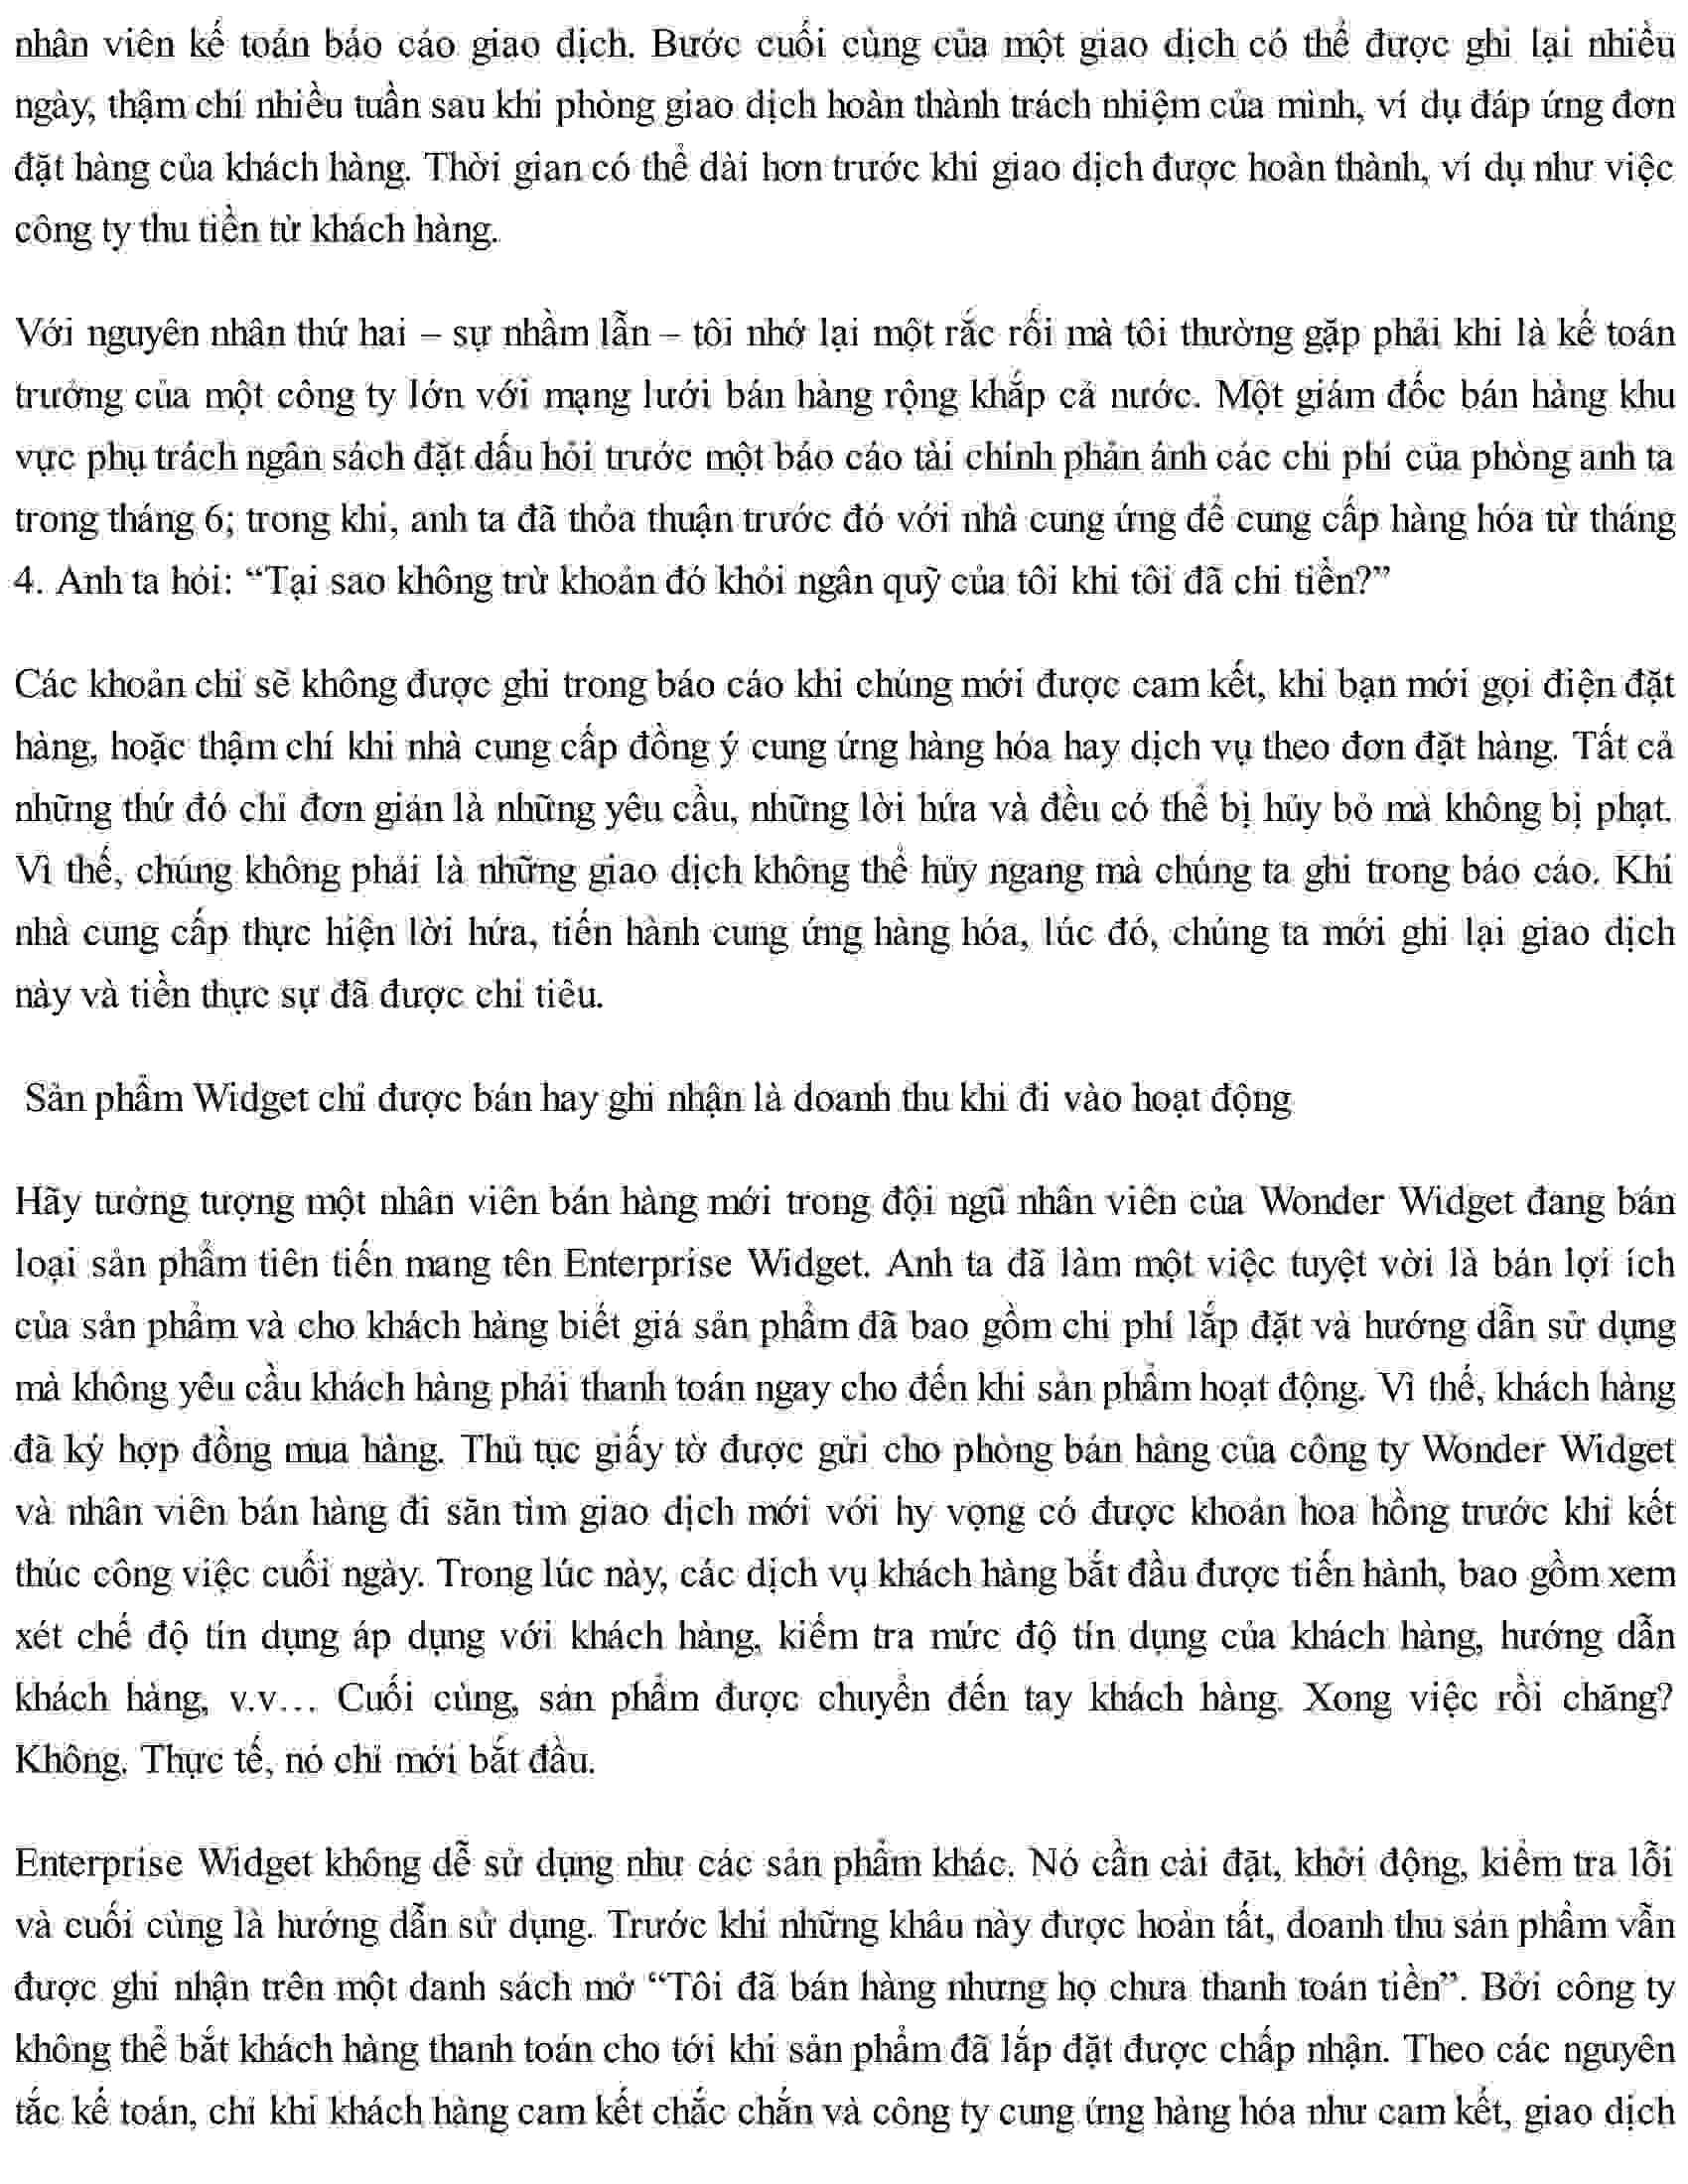 nhân viên kế toán báo cáo giao dịch. Bước cuối cùng của một giao dịch có thể được ghi lại nhiều
ngày, thậm chí nhiều tuần sau khi phòng giao dịch hoàn thành trách nhiệm của mình, ví dụ đáp ứng đơn
đặt hàng của khách hàng. Thời gian có thể dài hơn trước khi giao dịch được hoàn thành, ví dụ như việc
công ty thu tiền từ khách hàng.
Với nguyên nhân thứ hai – sự nhầm lẫn – tôi nhớ lại một rắc rối mà tôi thường gặp phải khi là kế toán
trưởng của một công ty lớn với mạng lưới bán hàng rộng khắp cả nước. Một giám đốc bán hàng khu
vực phụ trách ngân sách đặt dấu hỏi trước một báo cáo tài chính phản ánh các chi phí của phòng anh ta
trong tháng 6; trong khi, anh ta đã thỏa thuận trước đó với nhà cung ứng để cung cấp hàng hóa từ tháng
4. Anh ta hỏi: “Tại sao không trừ khoản đó khỏi ngân quỹ của tôi khi tôi đã chi tiền?”
Các khoản chi sẽ không được ghi trong báo cáo khi chúng mới được cam kết, khi bạn mới gọi điện đặt
hàng, hoặc thậm chí khi nhà cung cấp đồng ý cung ứng hàng hóa hay dịch vụ theo đơn đặt hàng. Tất cả
những thứ đó chỉ đơn giản là những yêu cầu, những lời hứa và đều có thể bị hủy bỏ mà không bị phạt.
Vì thế, chúng không phải là những giao dịch không thể hủy ngang mà chúng ta ghi trong báo cáo. Khi
nhà cung cấp thực hiện lời hứa, tiến hành cung ứng hàng hóa, lúc đó, chúng ta mới ghi lại giao dịch
này và tiền thực sự đã được chi tiêu.
Sản phẩm Widget chỉ được bán hay ghi nhận là doanh thu khi đi vào hoạt động
Hãy tưởng tượng một nhân viên bán hàng mới trong đội ngũ nhân viên của Wonder Widget đang bán
loại sản phẩm tiên tiến mang tên Enterprise Widget. Anh ta đã làm một việc tuyệt vời là bán lợi ích
của sản phẩm và cho khách hàng biết giá sản phẩm đã bao gồm chi phí lắp đặt và hướng dẫn sử dụng
mà không yêu cầu khách hàng phải thanh toán ngay cho đến khi sản phẩm hoạt động. Vì thế, khách hàng
đã ký hợp đồng mua hàng. Thủ tục giấy tờ được gửi cho phòng bán hàng của công ty Wonder Widget
và nhân viên bán hàng đi săn tìm giao dịch mới với hy vọng có được khoản hoa hồng trước khi kết
thúc công việc cuối ngày. Trong lúc này, các dịch vụ khách hàng bắt đầu được tiến hành, bao gồm xem
xét chế độ tín dụng áp dụng với khách hàng, kiểm tra mức độ tín dụng của khách hàng, hướng dẫn
khách hàng, v.v… Cuối cùng, sản phẩm được chuyển đến tay khách hàng. Xong việc rồi chăng?
Không. Thực tế, nó chỉ mới bắt đầu.
Enterprise Widget không dễ sử dụng như các sản phẩm khác. Nó cần cài đặt, khởi động, kiểm tra lỗi
và cuối cùng là hướng dẫn sử dụng. Trước khi những khâu này được hoàn tất, doanh thu sản phẩm vẫn
được ghi nhận trên một danh sách mở “Tôi đã bán hàng nhưng họ chưa thanh toán tiền”. Bởi công ty
không thể bắt khách hàng thanh toán cho tới khi sản phẩm đã lắp đặt được chấp nhận. Theo các nguyên
tắc kế toán, chỉ khi khách hàng cam kết chắc chắn và công ty cung ứng hàng hóa như cam kết, giao dịch